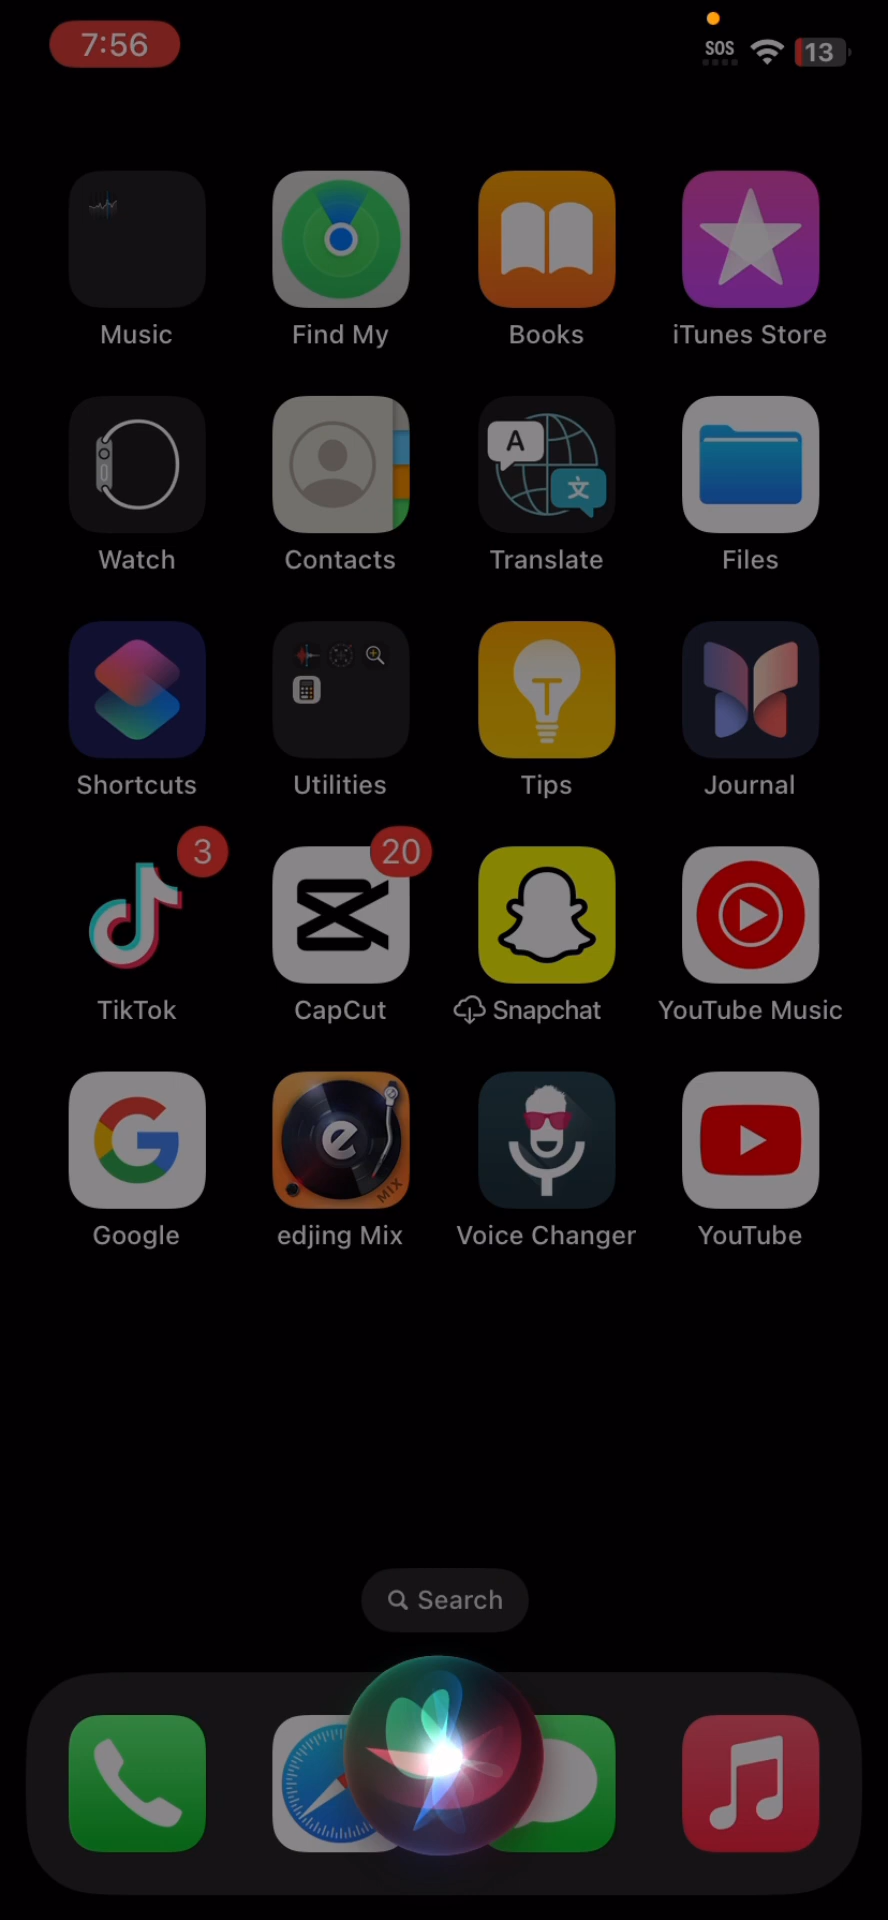 7:56
SOS
13
Music
Find My
Books
iTunes Store
A
文
Watch
Contacts
Translate
Files
Shortcuts
Utilities
Tips
Journal
3
20
TikTok
CapCut
Snapchat
YouTube Music
e
MIX
Google
edjing Mix
Voice Changer
YouTube
Search